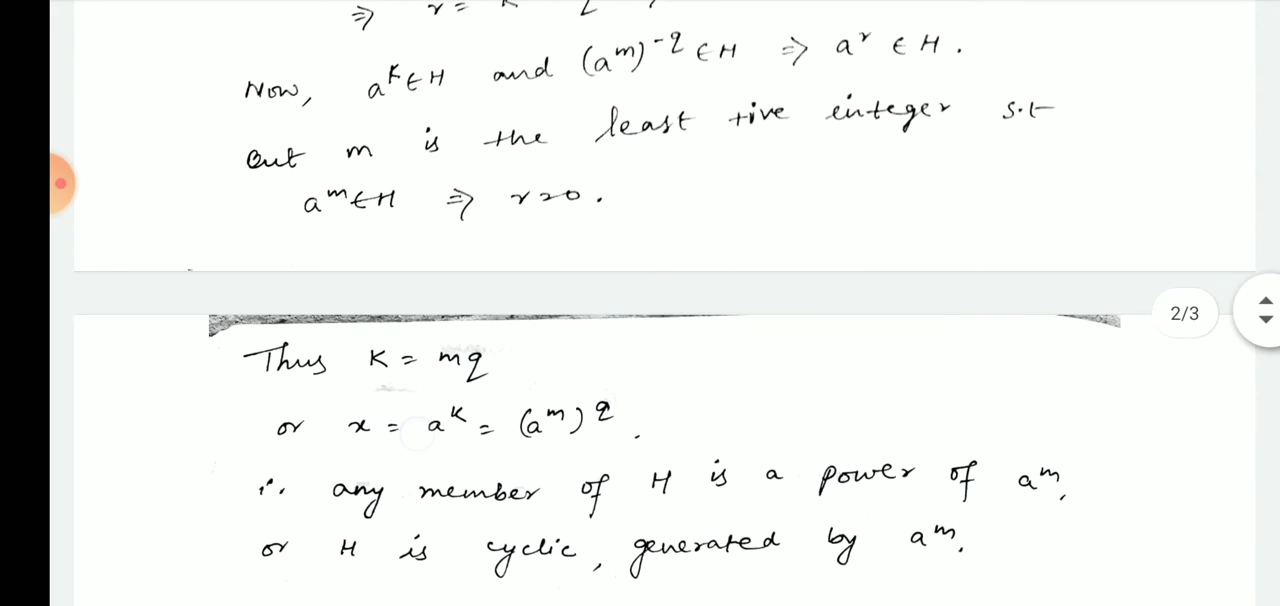 ⇒ r = k
Now, a^k ∈ H and (a^m)^-q ∈ H ⇒ a^r ∈ H.
But m is the least +ive integer s.t
a^m ∈ H ⇒ r=0.
2/3
Thus k = mq
or x = a^k = (a^m)^q.
∴ any member of H is a power of a^m,
or H is cyclic, generated by a^m.